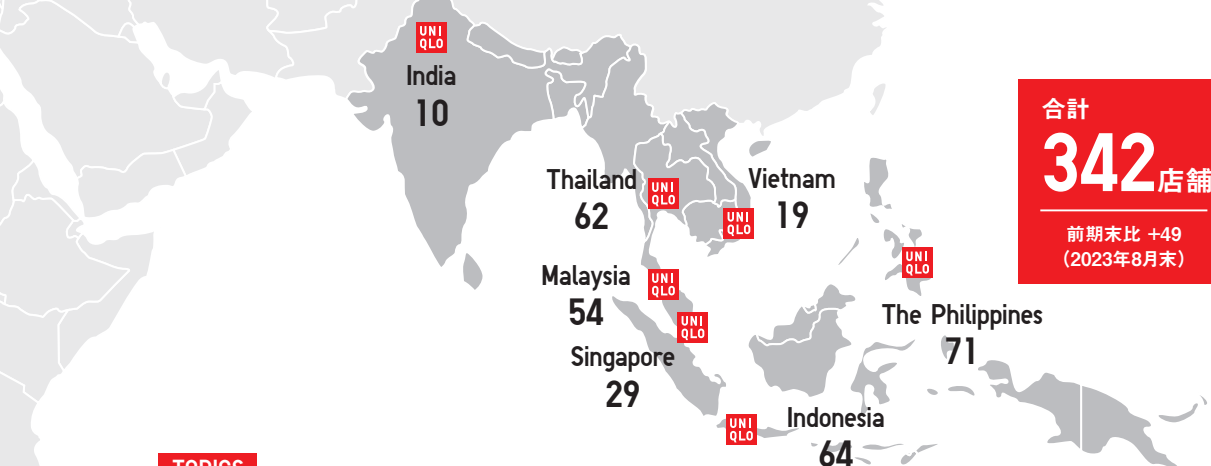 UNI
QLO
India
10
Thailand
62
UNI
QLO
Vietnam
19
UNI
QLO
Malaysia
54
UNI
QLO
Singapore
29
UNI
QLO
The Philippines
71
UNI
QLO
Indonesia
64
UNI
QLO
合計
342店舗
前期末比 +49
（2023年8月末）
TOPICS